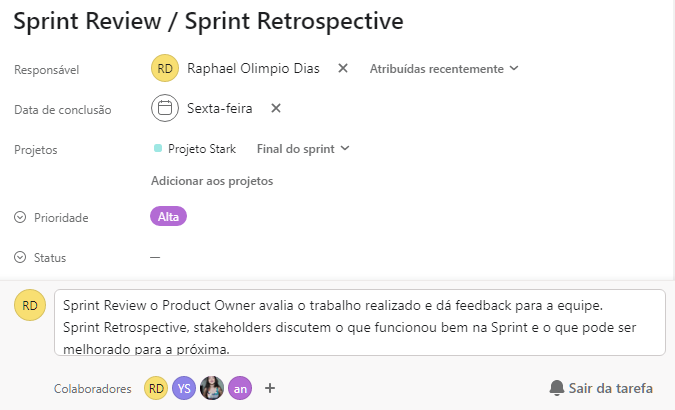 Sprint Review / Sprint Retrospective
Responsável RD Raphael Olimpio Dias Atribuídas recentemente
Data de conclusão Sexta-feira
Projetos Projeto Stark Final do sprint
Adicionar aos projetos
Prioridade Alta
Status —
RD Sprint Review o Product Owner avalia o trabalho realizado e dá feedback para a equipe.
Sprint Retrospective, stakeholders discutem o que funcionou bem na Sprint e o que pode ser
melhorado para a próxima.
Colaboradores RD YS an + Sair da tarefa